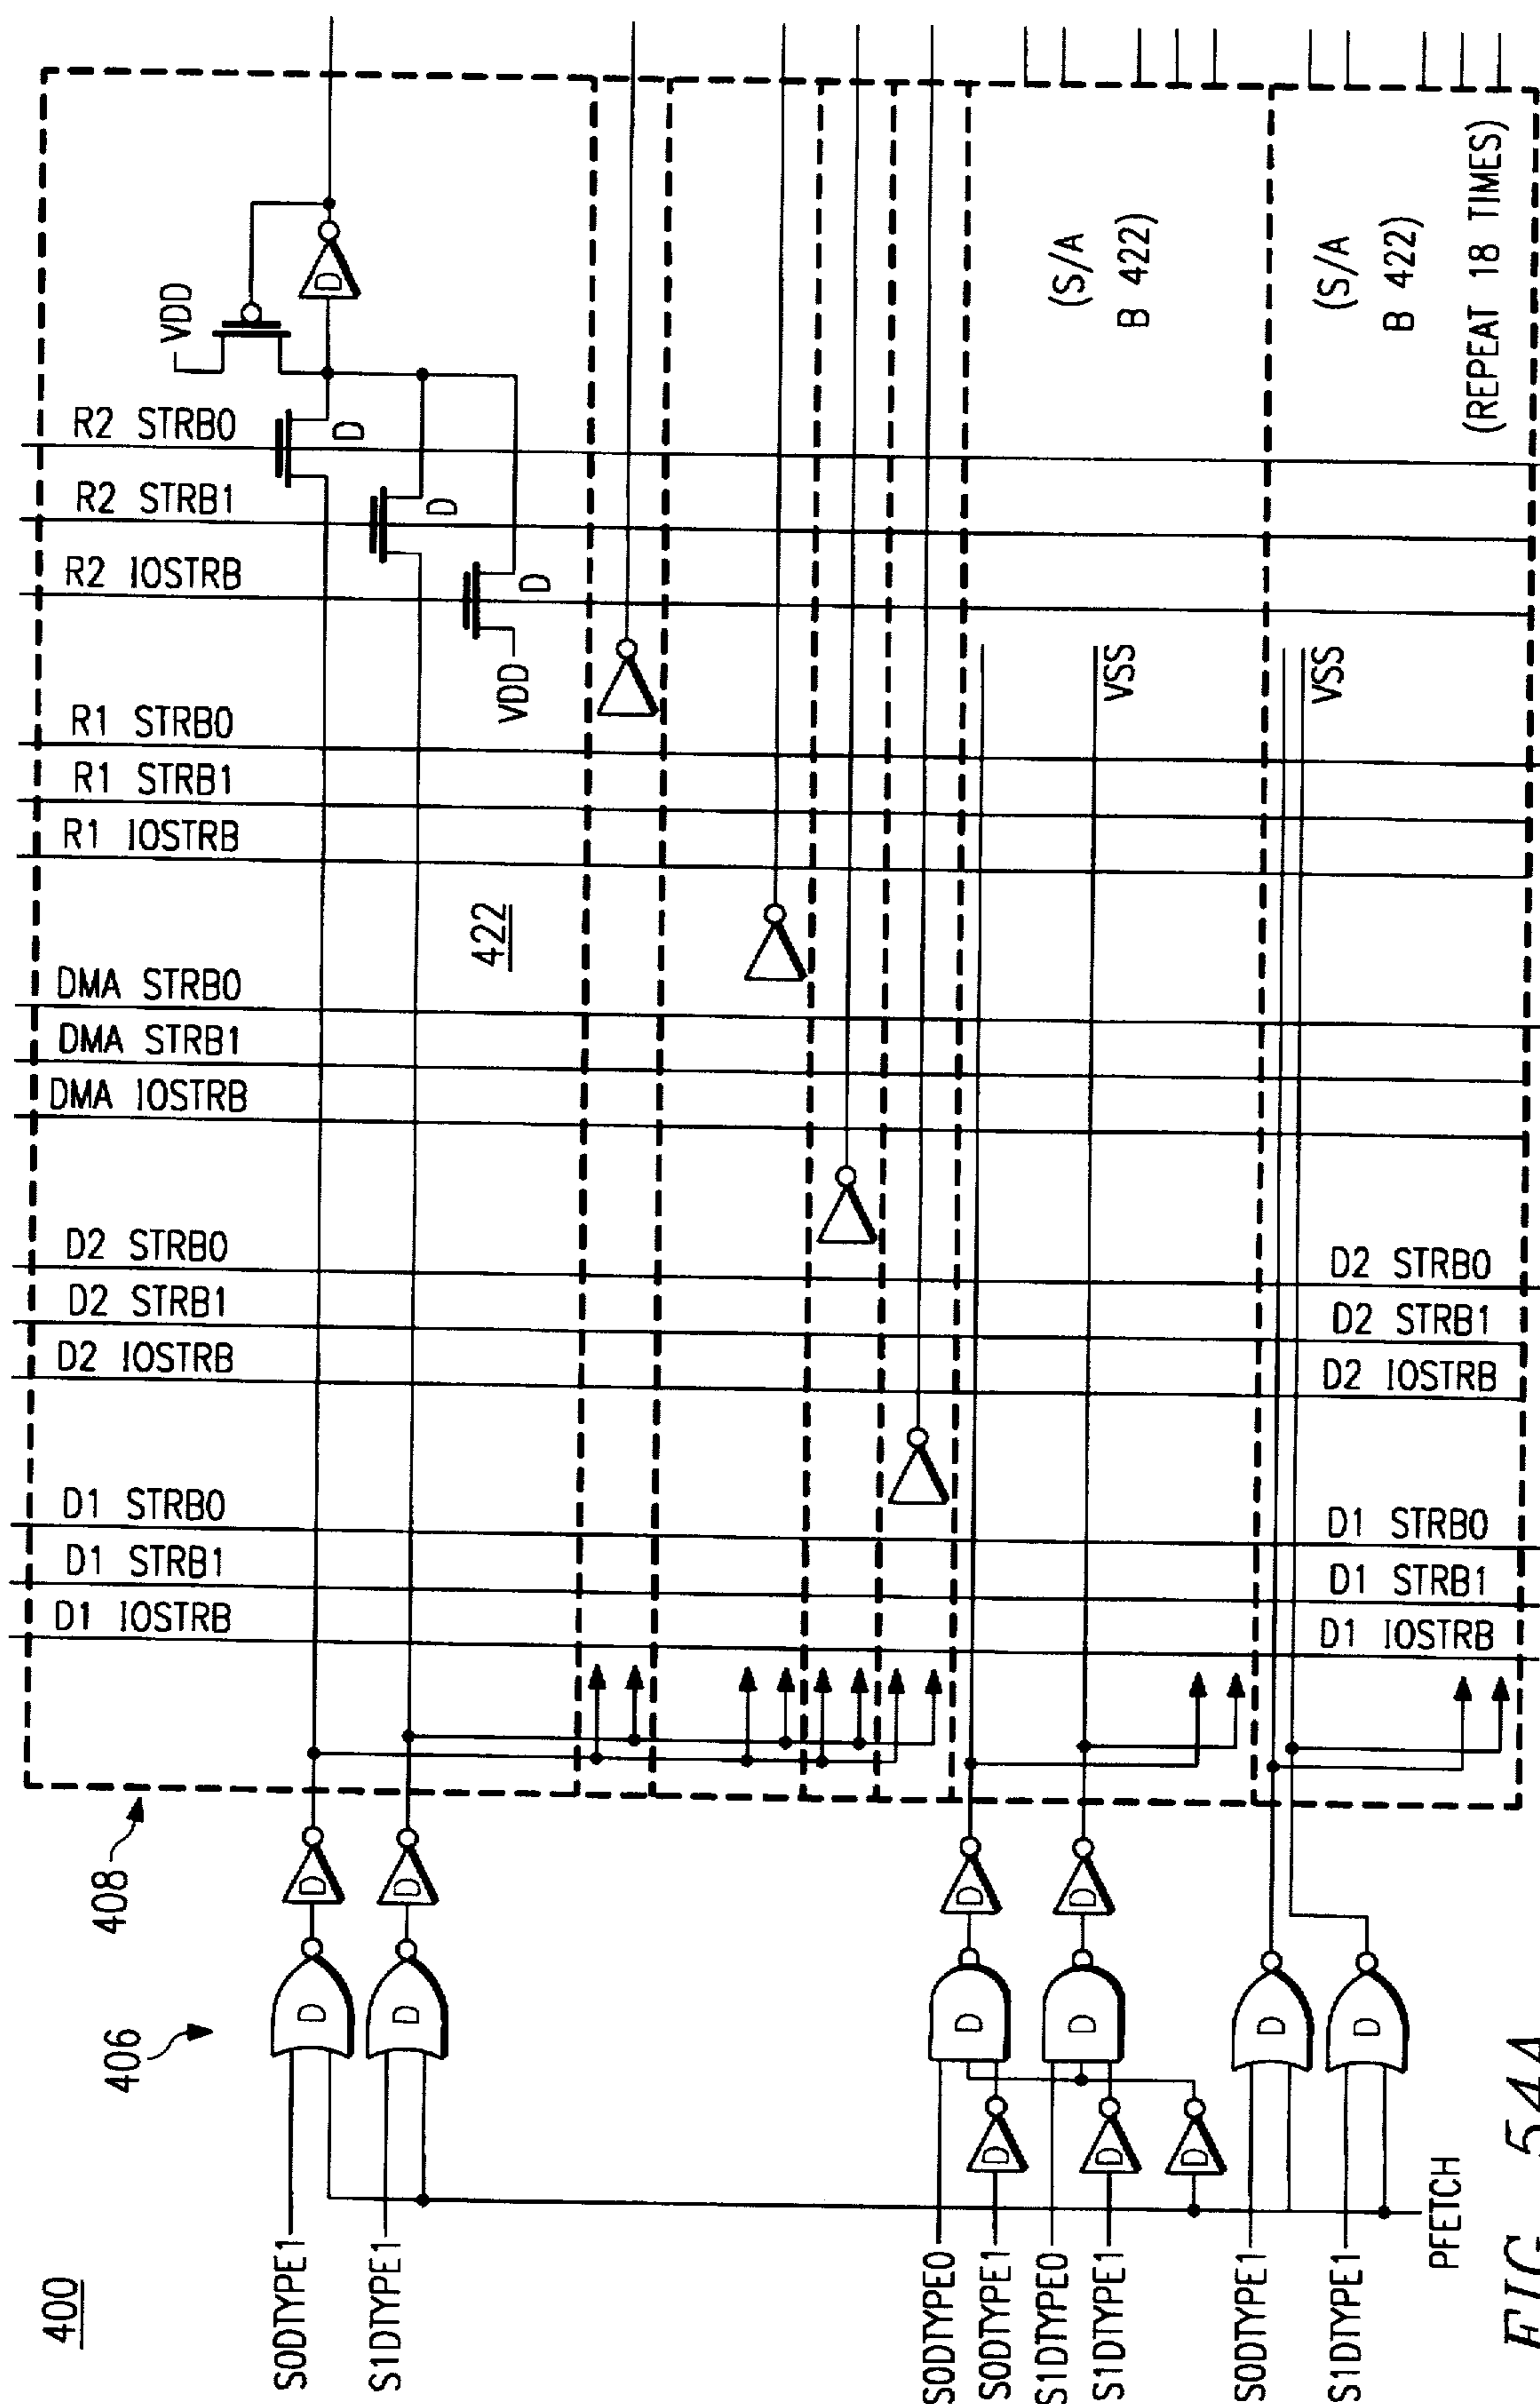 400
406
408
S0DTYPE1
S1DTYPE1
S0DTYPE0
S0DTYPE1
S1DTYPE0
S1DTYPE1
S0DTYPE1
S1DTYPE1
PFETCH
D
D
D
D
D
D
D
D
D
D
D
D
D
D1 IOSTRB
D1 STRB1
D1 STRB0
D2 IOSTRB
D2 STRB1
D2 STRB0
DMA IOSTRB
DMA STRB1
DMA STRB0
R1 IOSTRB
R1 STRB1
R1 STRB0
R2 IOSTRB
R2 STRB1
R2 STRB0
422
VDD
D
D
D
VDD
D
VSS
VSS
D1 IOSTRB
D1 STRB1
D1 STRB0
D2 IOSTRB
D2 STRB1
D2 STRB0
(S/A
B 422)
(S/A
B 422)
(REPEAT 18 TIMES)
FIG. 54A